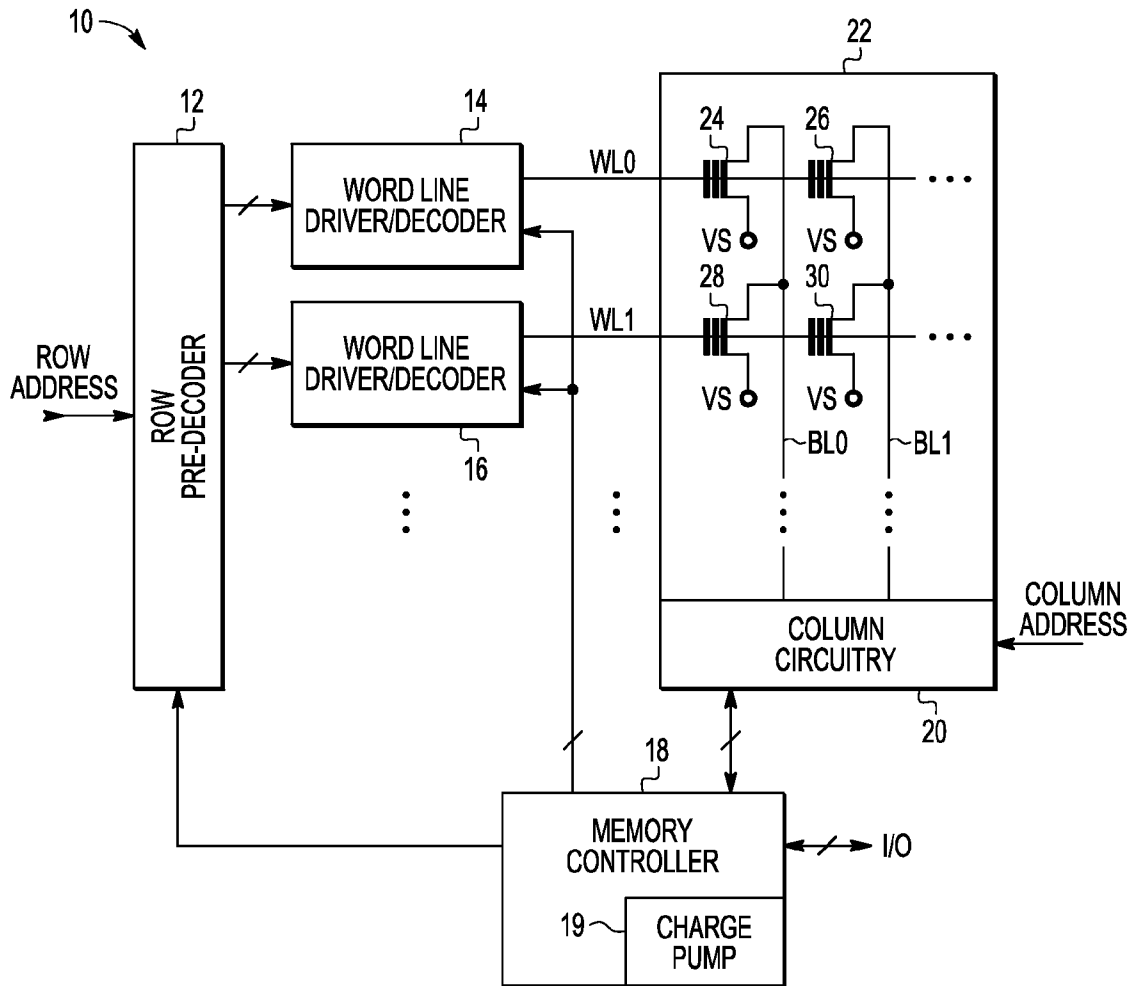 10
12
14
22
24
26
WL0
WORD LINE
DRIVER/DECODER
VS
VS
28
30
WL1
WORD LINE
DRIVER/DECODER
ROW
ADDRESS
ROW
PRE-DECODER
VS
VS
16
BL0
BL1
COLUMN
ADDRESS
COLUMN
CIRCUITRY
20
18
MEMORY
CONTROLLER
I/O
19
CHARGE
PUMP